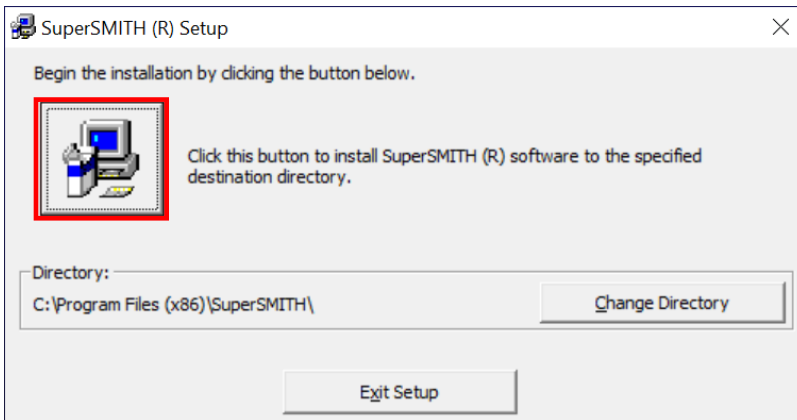 SuperSMITH (R) Setup
Begin the installation by clicking the button below.
Click this button to install SuperSMITH (R) software to the specified
destination directory.
Directory:
C:\Program Files (x86)\SuperSMITH\
Change Directory
Exit Setup